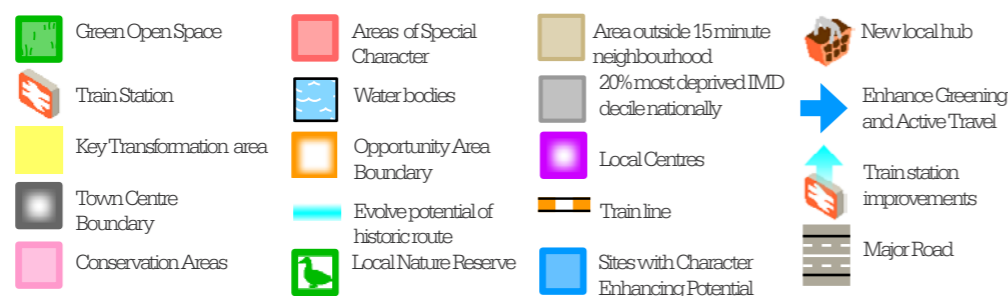 Green Open Space
Train Station
Key Transformation area
Town Centre
Boundary
Conservation Areas
Areas of Special
Character
Water bodies
Opportunity Area
Boundary
Evolve potential of
historic route
Local Nature Reserve
Area outside 15 minute
neighbourhood
20% most deprived IMD
decile nationally
Local Centres
Train line
Sites with Character
Enhancing Potential
New local hub
Enhance Greening
and Active Travel
Train station
improvements
Major Road